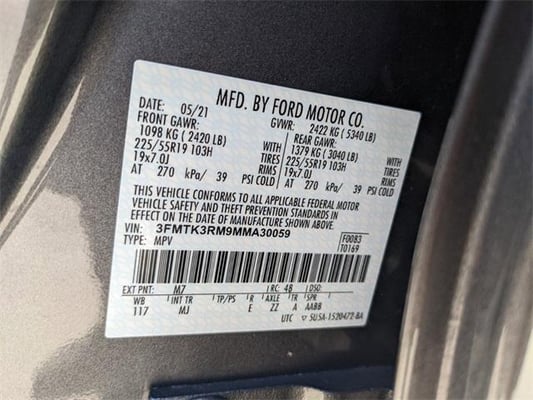 MFD. BY FORD MOTOR CO.
DATE: 05/21 GVWR: 2422 KG ( 5340 LB)
FRONT GAWR: REAR GAWR:
1098 KG ( 2420 LB) WITH 1379 KG ( 3040 LB) WITH
225/55R19 103H TIRES 225/55R19 103H TIRES
19x7.0J RIMS 19x7.0J RIMS
AT 270 kPa/ 39 PSI COLD AT 270 kPa/ 39 PSI COLD
THIS VEHICLE CONFORMS TO ALL APPLICABLE FEDERAL MOTOR
VEHICLE SAFETY AND THEFT PREVENTION STANDARDS IN
EFFECT ON THE DATE OF MANUFACTURE SHOWN ABOVE.
VIN: 3FMTK3RM9MMA30059 F0083
TYPE: MPV T0169
EXT PNT: M7 RC: 48 DSO:
WB INT TR TP/PS R AXLE TR SPR
117 MJ E ZZ A AABB
UTC ▽ 5U5A-1520472-BA